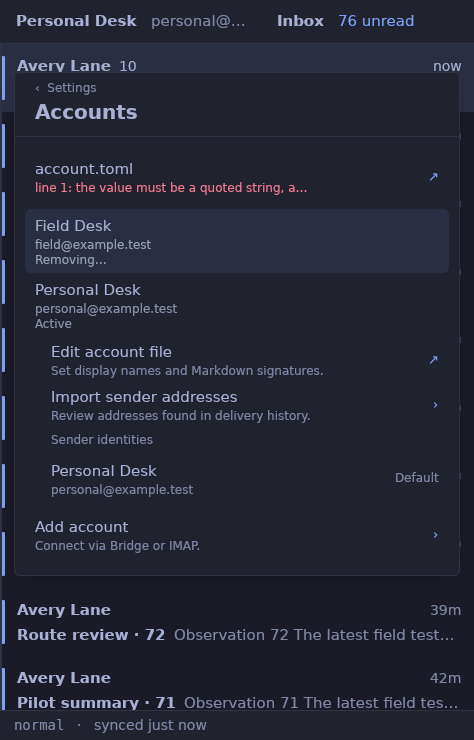 Personal Desk personal@… Inbox 76 unread
Avery Lane 10 now
‹ Settings
Accounts
account.toml ↗
line 1: the value must be a quoted string, a…
Field Desk
field@example.test
Removing…
Personal Desk
personal@example.test
Active
Edit account file ↗
Set display names and Markdown signatures.
Import sender addresses ›
Review addresses found in delivery history.
Sender identities
Personal Desk Default
personal@example.test
Add account ›
Connect via Bridge or IMAP.
Avery Lane 39m
Route review · 72 Observation 72 The latest field test…
Avery Lane 42m
Pilot summary · 71 Observation 71 The latest field tes…
normal · synced just now